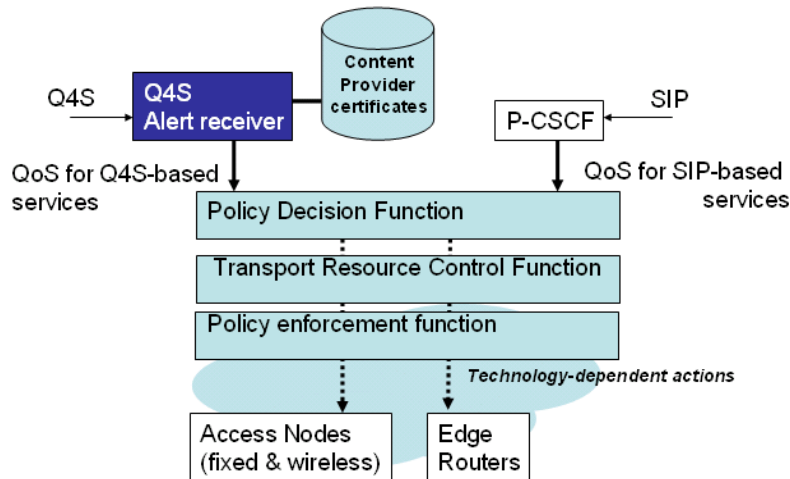 Content
Provider
certificates
Q4S
Q4S
Alert receiver
SIP
P-CSCF
QoS for Q4S-based
services
QoS for SIP-based
services
Policy Decision Function
Transport Resource Control Function
Policy enforcement function
Technology-dependent actions
Access Nodes
(fixed & wireless)
Edge
Routers